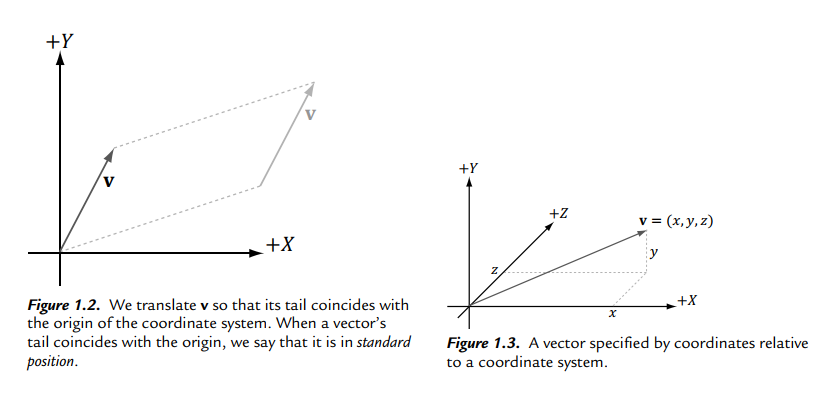 +Y
v
v
+X
Figure 1.2. We translate v so that its tail coincides with
the origin of the coordinate system. When a vector's
tail coincides with the origin, we say that it is in standard
position.
+Y
+Z
v = (x, y, z)
y
z
+X
x
Figure 1.3. A vector specified by coordinates relative
to a coordinate system.